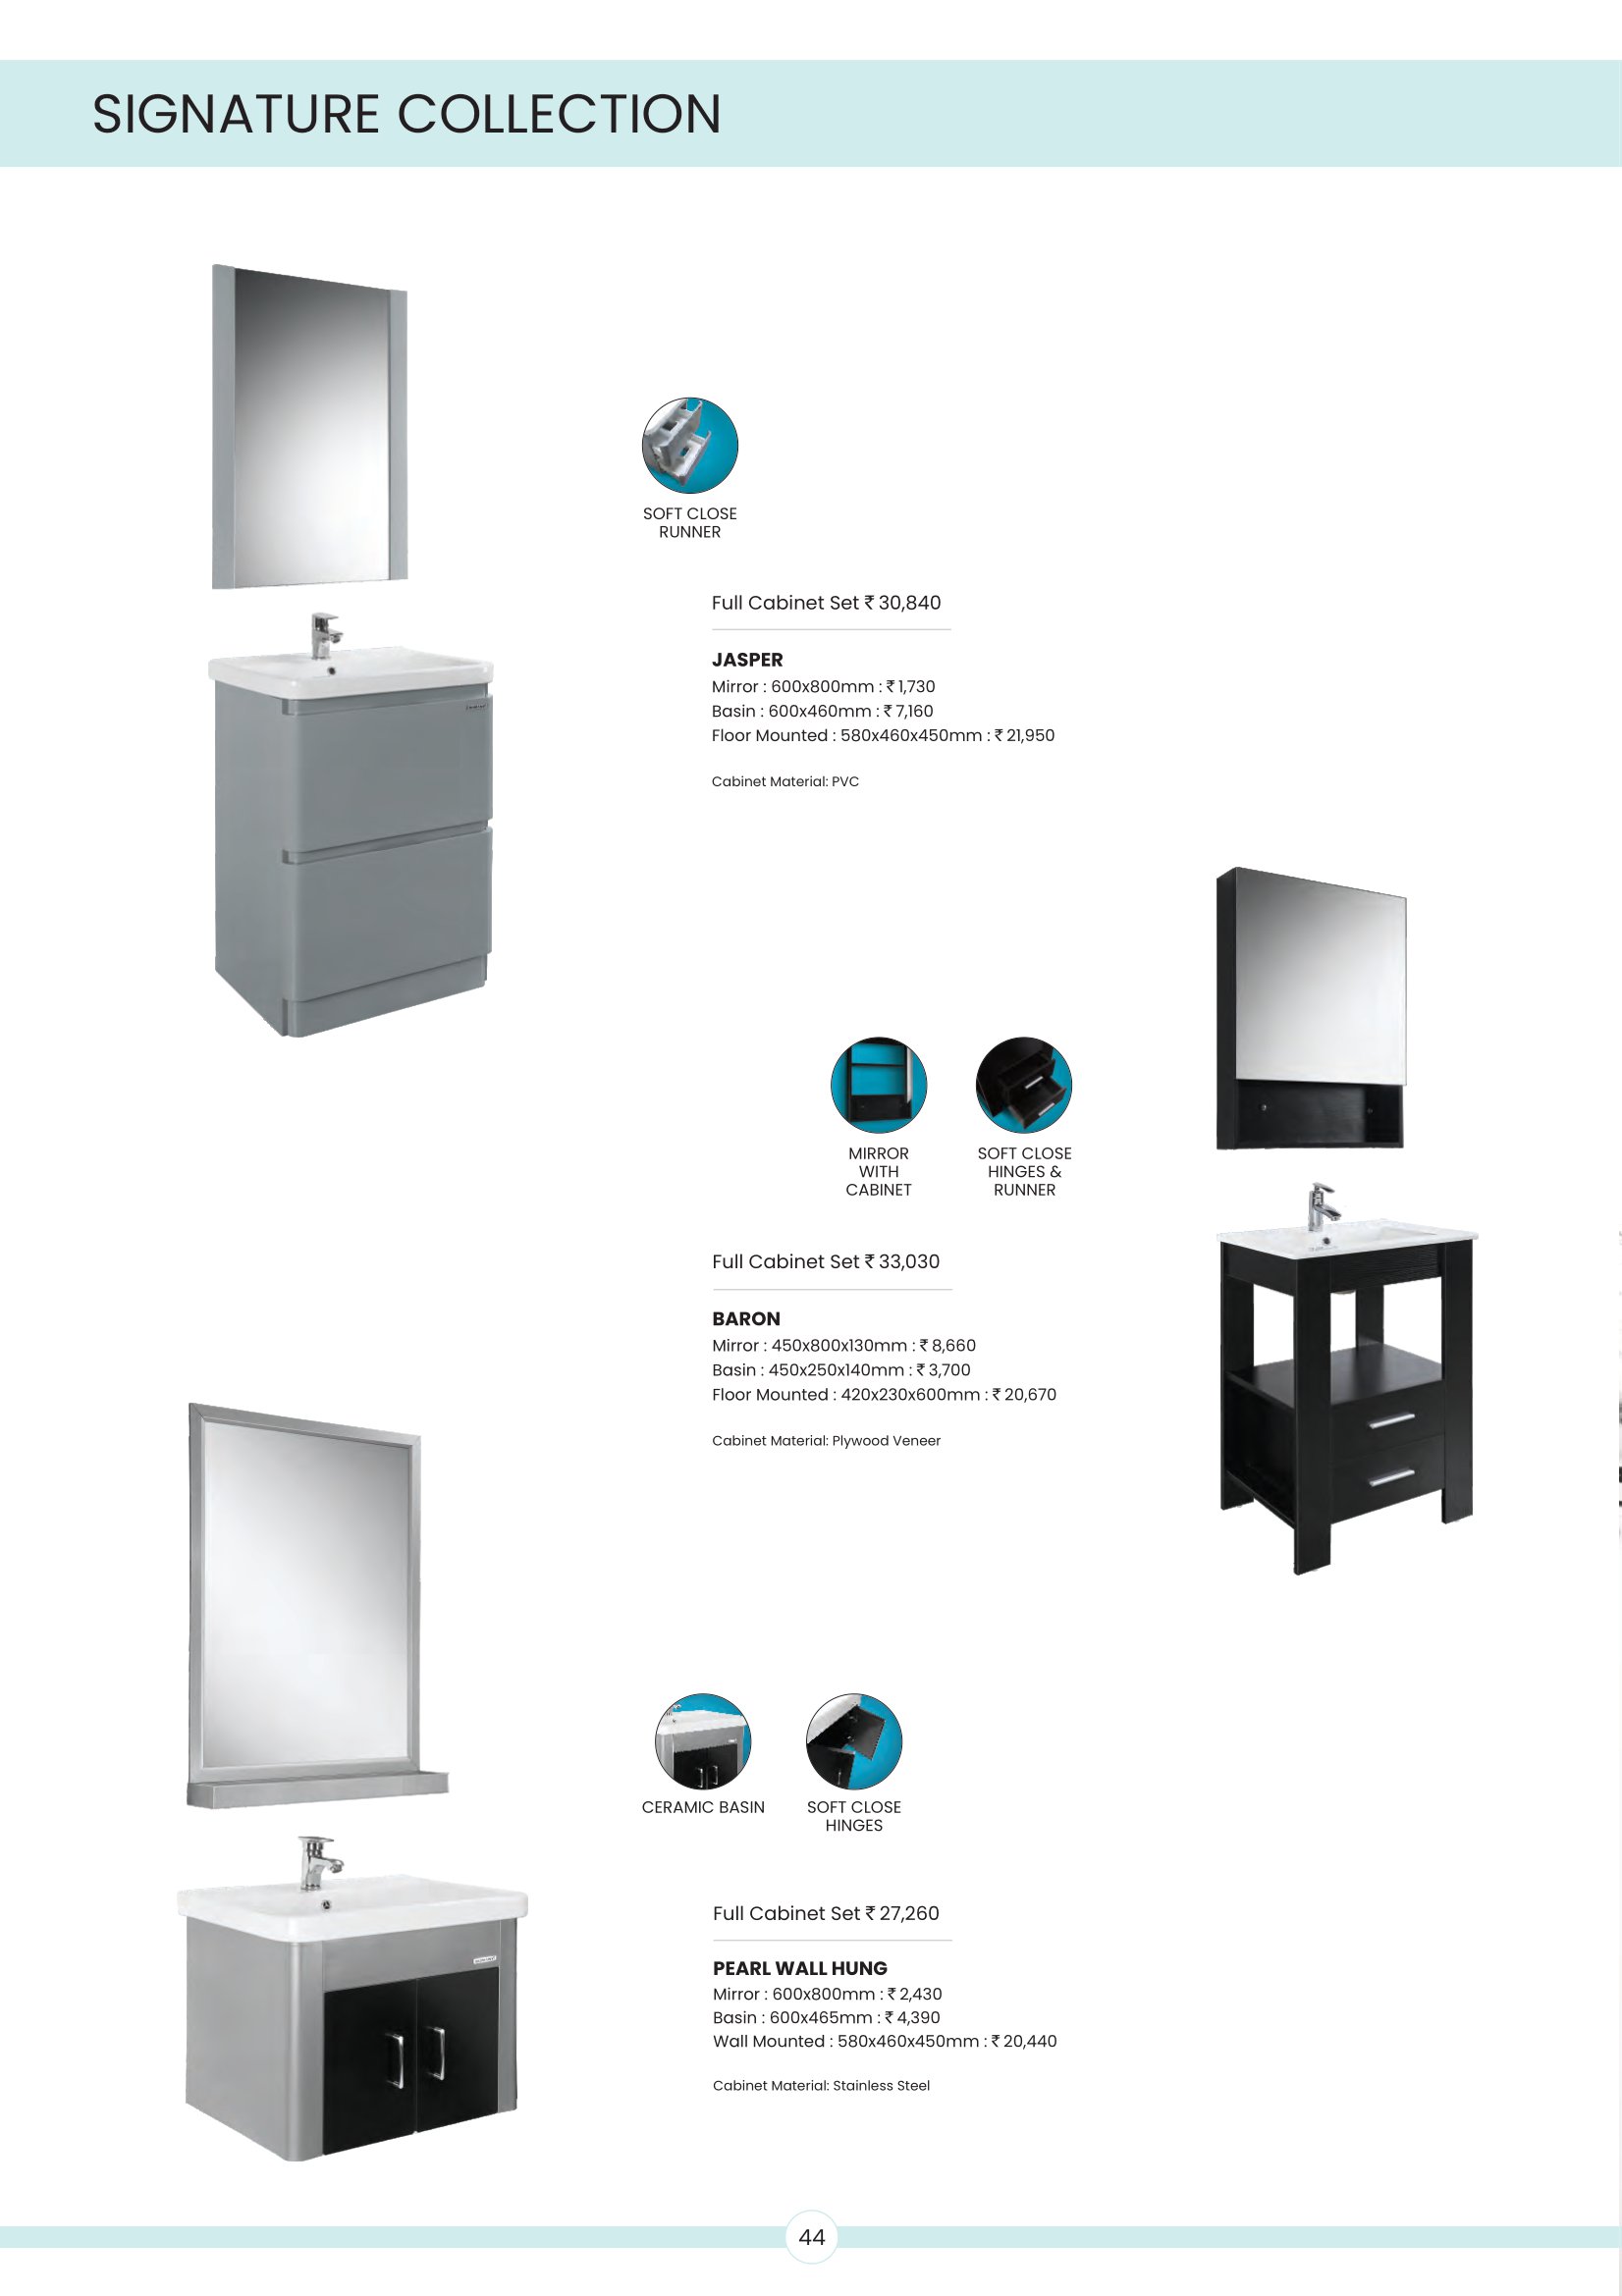 SIGNATURE COLLECTION
SOFT CLOSE
RUNNER
Full Cabinet Set ₹ 30,840
JASPER
Mirror : 600x800mm : ₹ 1,730
Basin : 600x460mm : ₹ 7,160
Floor Mounted : 580x460x450mm : ₹ 21,950
Cabinet Material: PVC
MIRROR
WITH
CABINET
SOFT CLOSE
HINGES &
RUNNER
Full Cabinet Set ₹ 33,030
BARON
Mirror : 450x800x130mm : ₹ 8,660
Basin : 450x250x140mm : ₹ 3,700
Floor Mounted : 420x230x600mm : ₹ 20,670
Cabinet Material: Plywood Veneer
CERAMIC BASIN
SOFT CLOSE
HINGES
Full Cabinet Set ₹ 27,260
PEARL WALL HUNG
Mirror : 600x800mm : ₹ 2,430
Basin : 600x465mm : ₹ 4,390
Wall Mounted : 580x460x450mm : ₹ 20,440
Cabinet Material: Stainless Steel
44